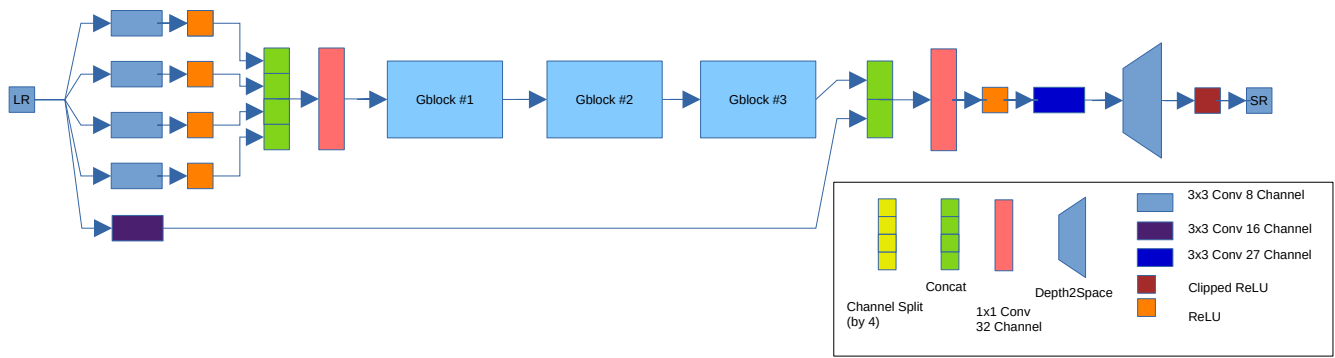 LR
Gblock #1
Gblock #2
Gblock #3
SR
3x3 Conv 8 Channel
3x3 Conv 16 Channel
3x3 Conv 27 Channel
Clipped ReLU
ReLU
Channel Split
(by 4)
Concat
1x1 Conv
32 Channel
Depth2Space